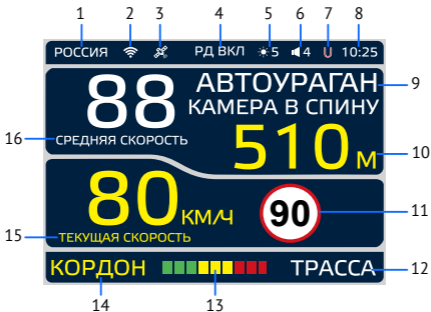 1 2 3 4 5 6 7 8
РОССИЯ РД ВКЛ 5 4 U 10:25
88 АВТОУРАГАН 9
КАМЕРА В СПИНУ
16 СРЕДНЯЯ СКОРОСТЬ 510 М 10
80 КМ/Ч 90 11
15 ТЕКУЩАЯ СКОРОСТЬ
КОРДОН ТРАССА 12
14 13